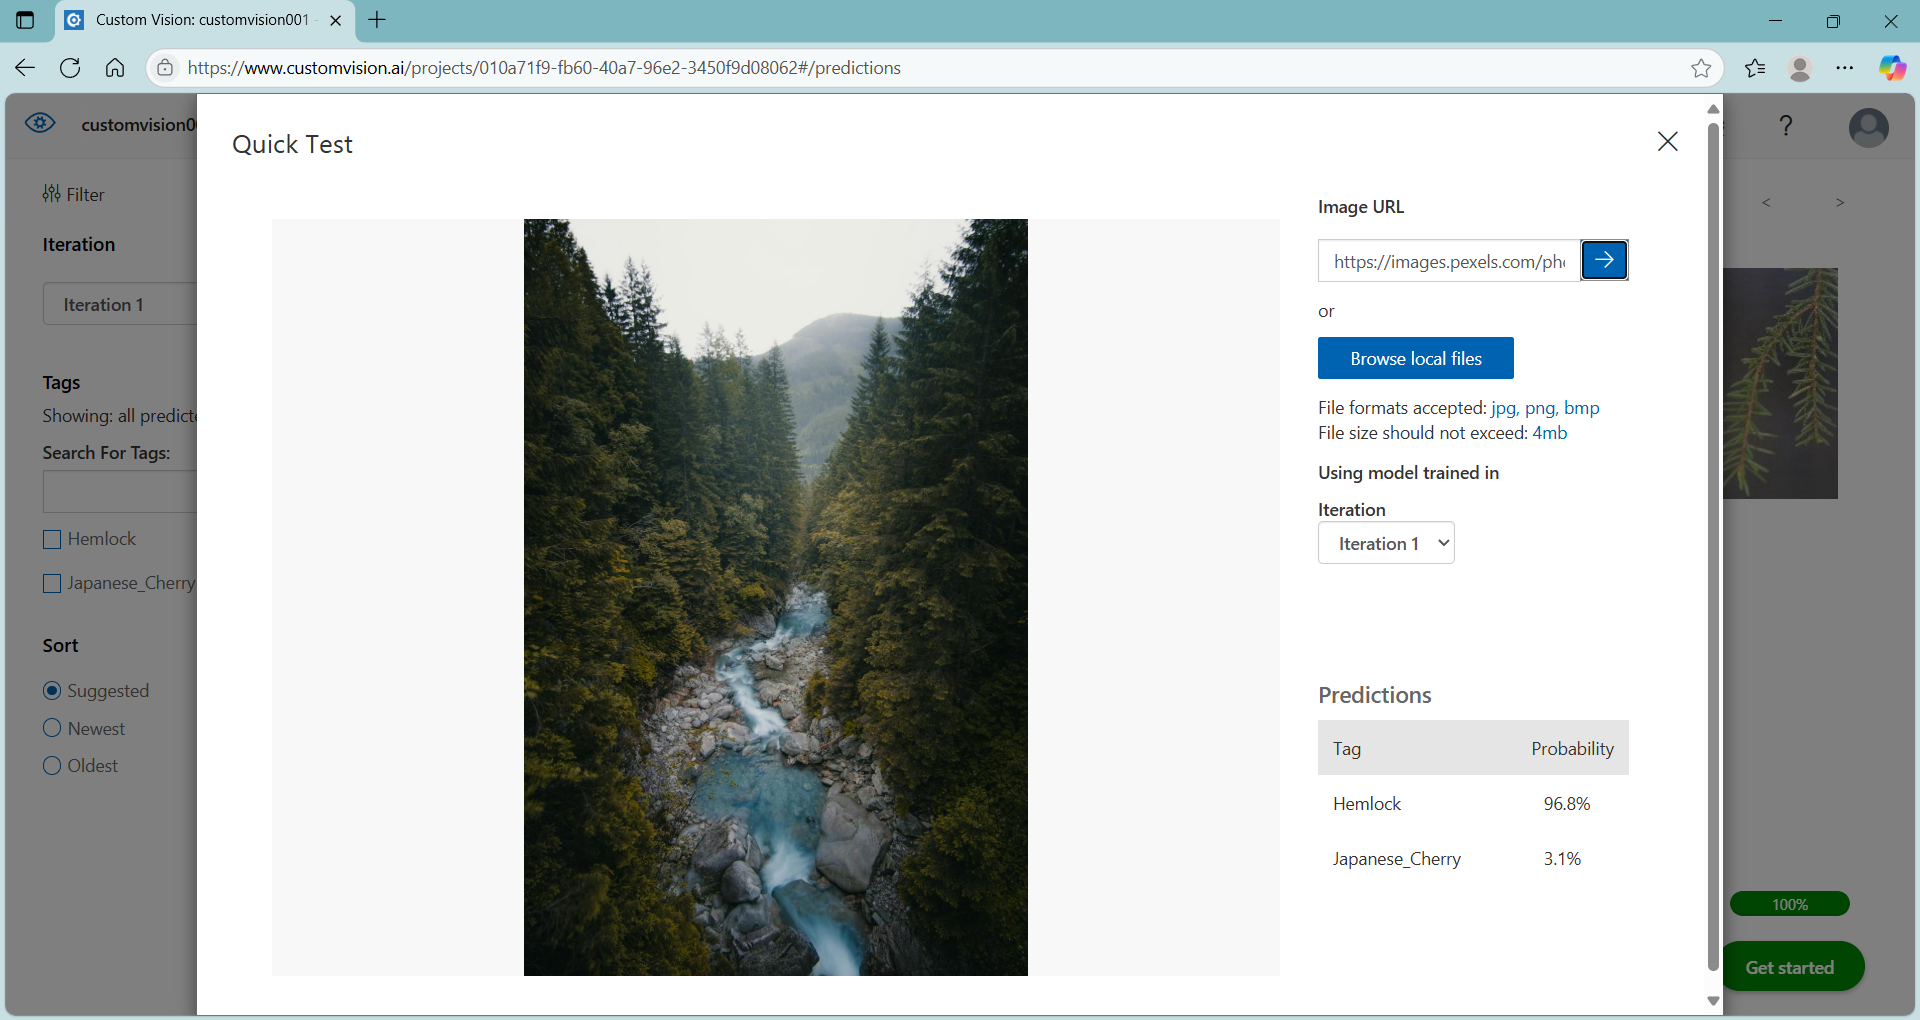 Custom Vision: customvision001 -
https://www.customvision.ai/projects/010a71f9-fb60-40a7-96e2-3450f9d08062#/predictions
customvision0
?
Filter
< >
Iteration
Iteration 1
Tags
Showing: all predicte
Search For Tags:
Hemlock
Japanese_Cherry
Sort
Suggested
Newest
Oldest
Quick Test
Image URL
https://images.pexels.com/pho
or
Browse local files
File formats accepted: jpg, png, bmp
File size should not exceed: 4mb
Using model trained in
Iteration
Iteration 1
Predictions
Tag Probability
Hemlock 96.8%
Japanese_Cherry 3.1%
100%
Get started